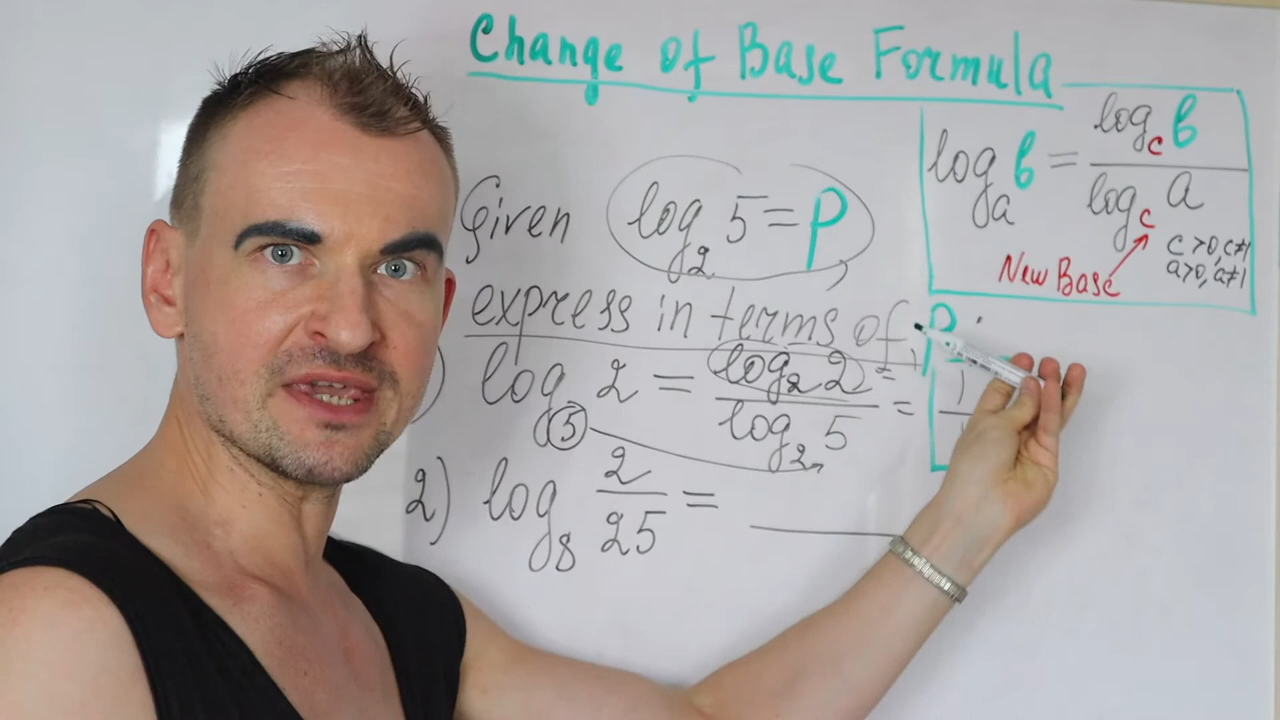 Change of Base Formula
log_a b = log_c b / log_c a
New Base
c>0, c≠1
a>0, a≠1
Given log_2 5 = p,
express in terms of p:
) log_5 2 = log_2 2 / log_2 5 = = 1
2) log_8 2/25 =